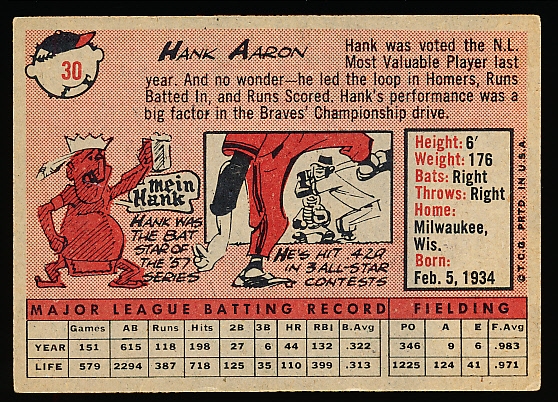 30
HANK AARON
Hank was voted the N.L.
Most Valuable Player last
year. And no wonder—he led the loop in Homers, Runs
Batted In, and Runs Scored. Hank's performance was a
big factor in the Braves' Championship drive.
mein
Hank
HANK WAS
THE BAT
STAR OF
THE '57
SERIES
HE'S HIT .429
IN 3 ALL-STAR
CONTESTS
Height: 6'
Weight: 176
Bats: Right
Throws: Right
Home:
Milwaukee,
Wis.
Born:
Feb. 5, 1934
©T.C.G. PRTD. IN U.S.A.
MAJOR LEAGUE BATTING RECORD FIELDING
Games AB Runs Hits 2B 3B HR RBI B.Avg PO A E F.Avg
YEAR 151 615 118 198 27 6 44 132 .322 346 9 6 .983
LIFE 579 2294 387 718 125 35 110 399 .313 1225 124 41 .971